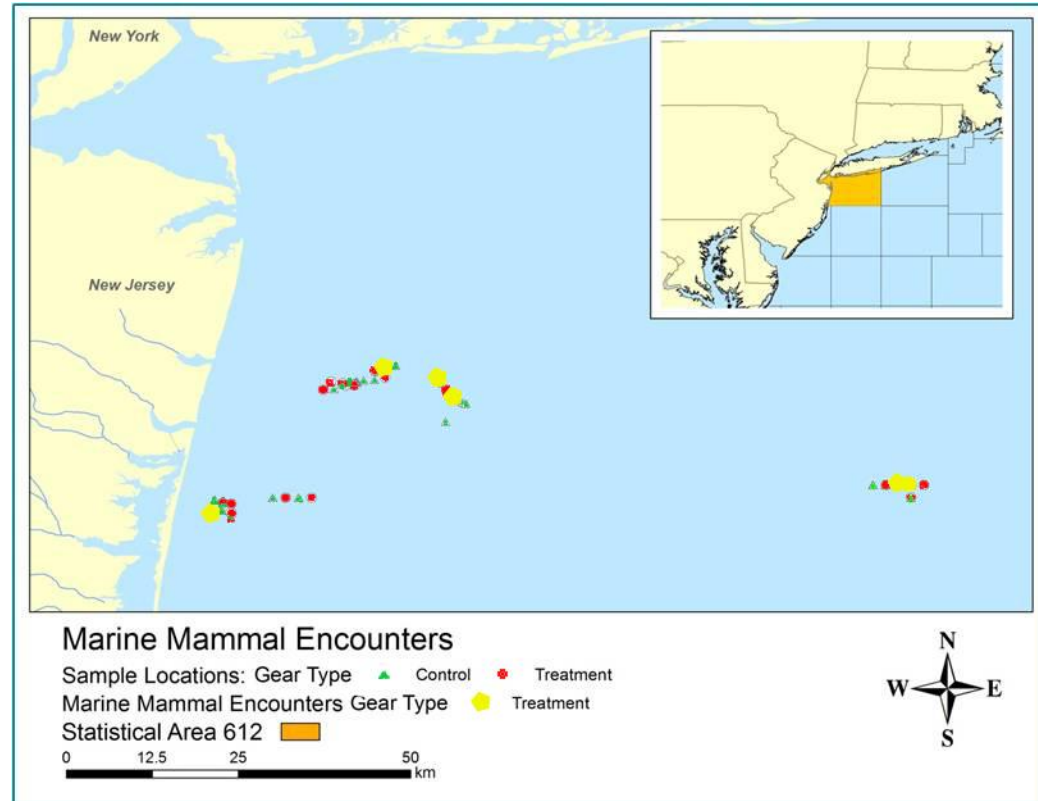 New York
New Jersey
Marine Mammal Encounters
Sample Locations: Gear Type Control Treatment
Marine Mammal Encounters Gear Type Treatment
Statistical Area 612
0 12.5 25 50
km
N
W E
S